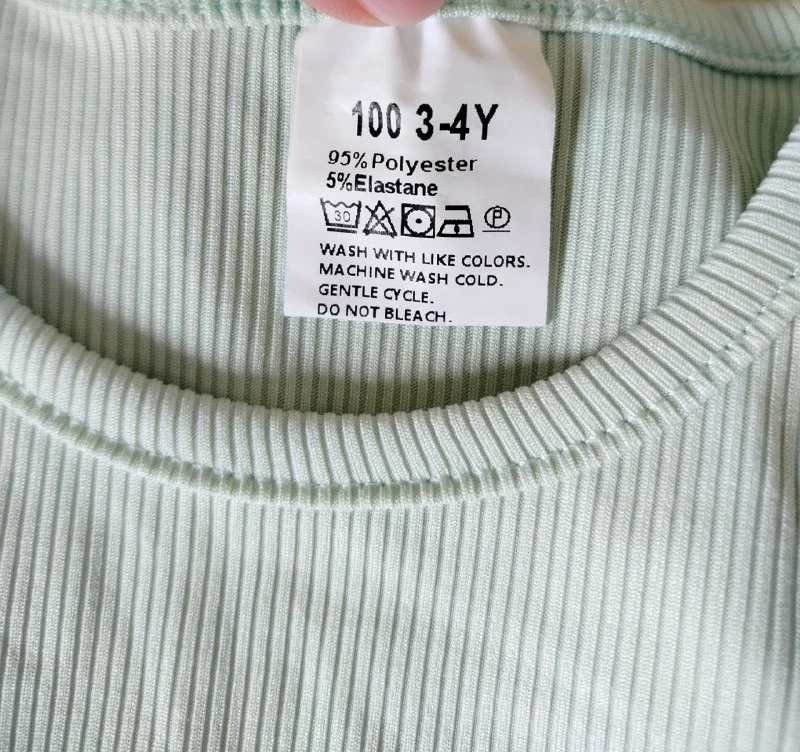 100 3-4Y
95% Polyester
5%Elastane
30 P
WASH WITH LIKE COLORS.
MACHINE WASH COLD.
GENTLE CYCLE.
DO NOT BLEACH.